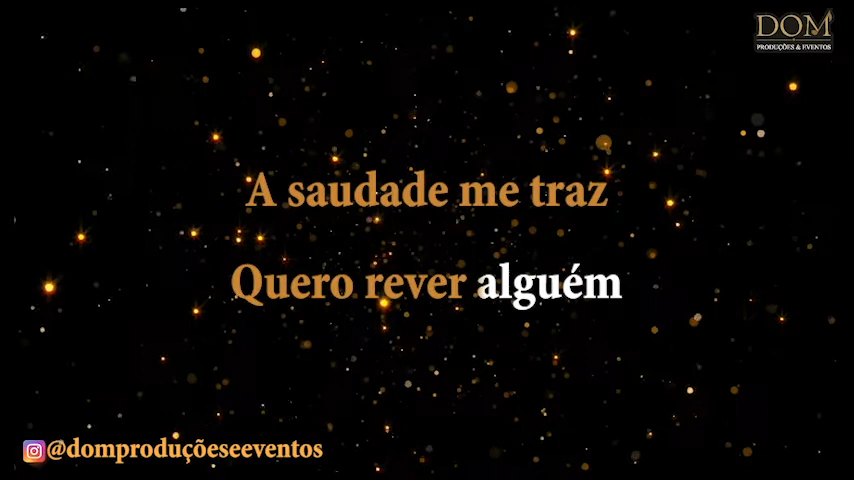 DOM
PRODUÇÕES & EVENTOS
A saudade me traz
Quero rever alguém
@domproduçõeseeventos